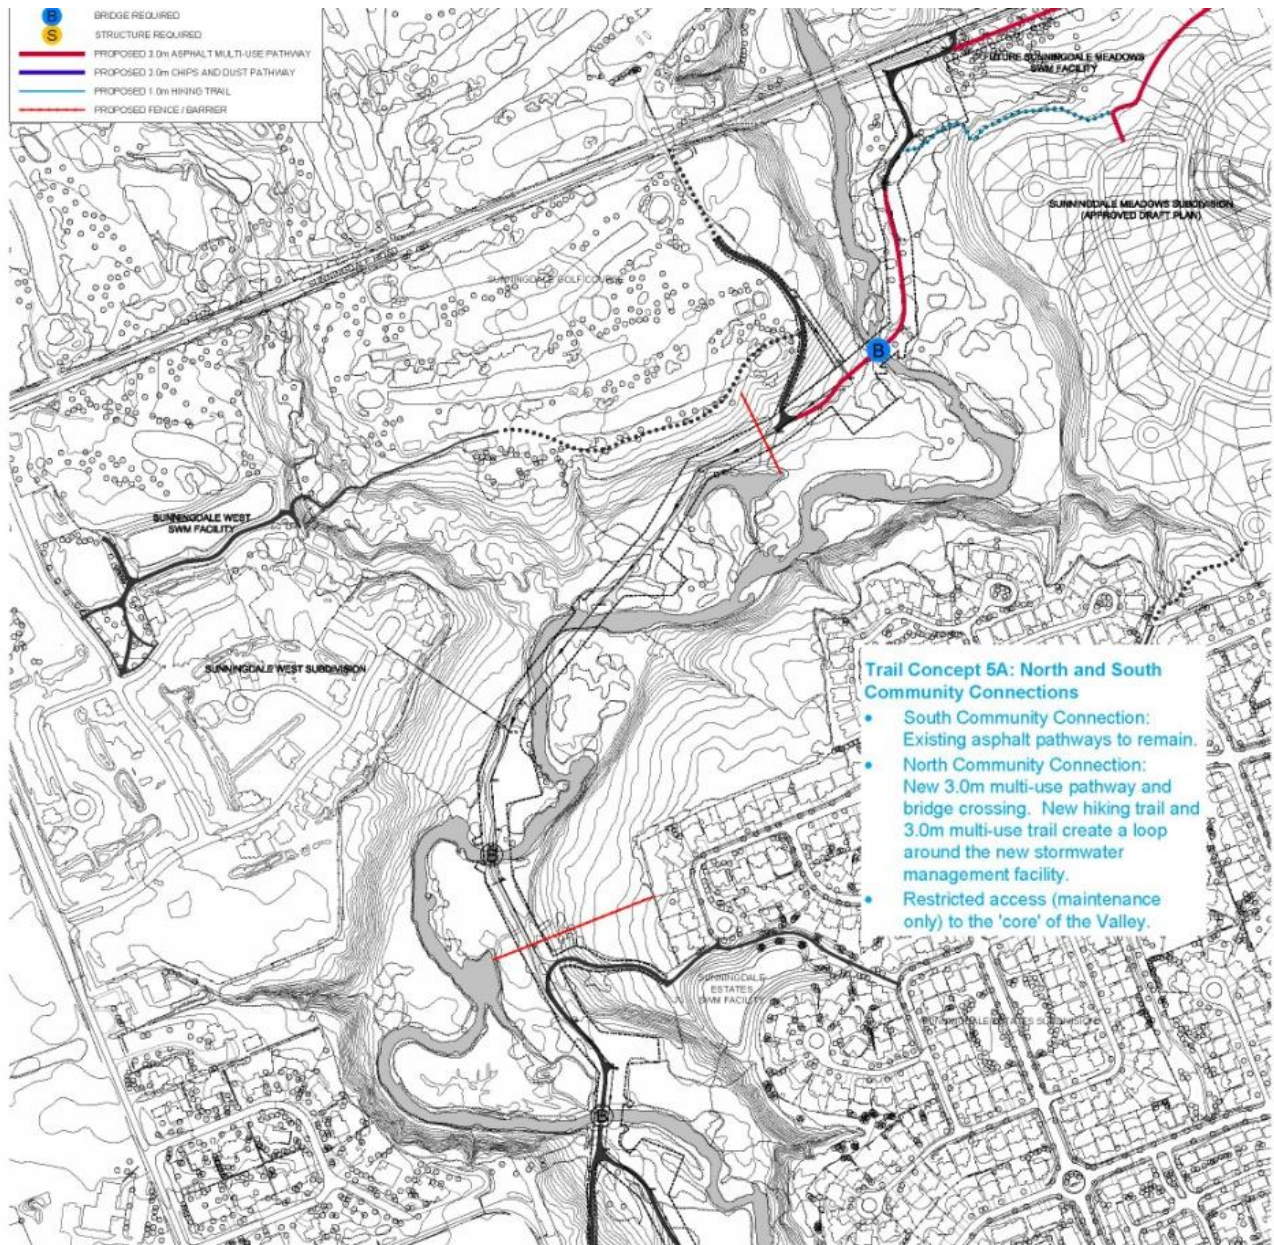 B
BRIDGE REQUIRED
S
STRUCTURE REQUIRED
PROPOSED 3.0m ASPHALT MULTI-USE PATHWAY
PROPOSED 3.0m CHIPS AND DUST PATHWAY
PROPOSED 1.0m HIKING TRAIL
PROPOSED FENCE / BARRIER
FUTURE SUNNINGDALE MEADOWS
SWM FACILITY
SUNNINGDALE MEADOWS SUBDIVISION
(APPROVED DRAFT PLAN)
SUNNINGDALE GOLF COURSE
B
SUNNINGDALE WEST
SWM FACILITY
SUNNINGDALE WEST SUBDIVISION
Trail Concept 5A: North and South
Community Connections
• South Community Connection:
Existing asphalt pathways to remain.
• North Community Connection:
New 3.0m multi-use pathway and
bridge crossing. New hiking trail and
3.0m multi-use trail create a loop
around the new stormwater
management facility.
• Restricted access (maintenance
only) to the 'core' of the Valley.
B
SUNNINGDALE
ESTATES
SWM FACILITY
SUNNINGDALE ESTATES SUBDIVISION
B